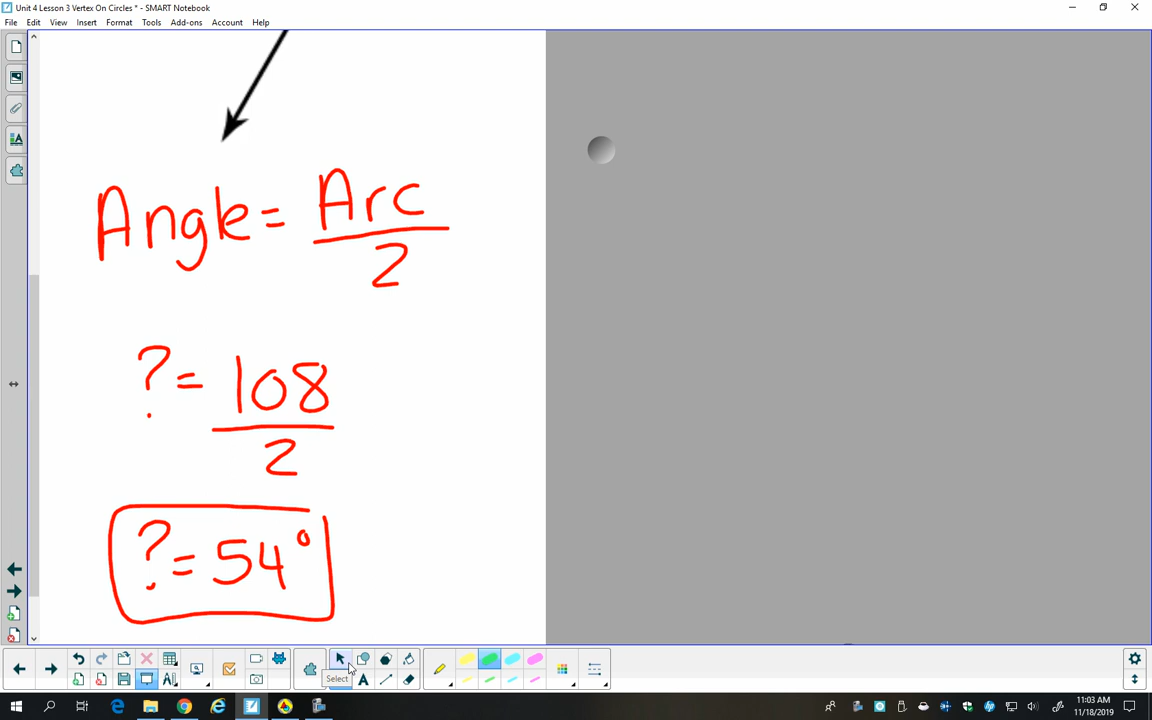 Unit 4 Lesson 3 Vertex On Circles * - SMART Notebook
File Edit View Insert Format Tools Add-ons Account Help
Angle = Arc
2
? = 108
2
? = 54°
Select
11:03 AM
11/18/2019